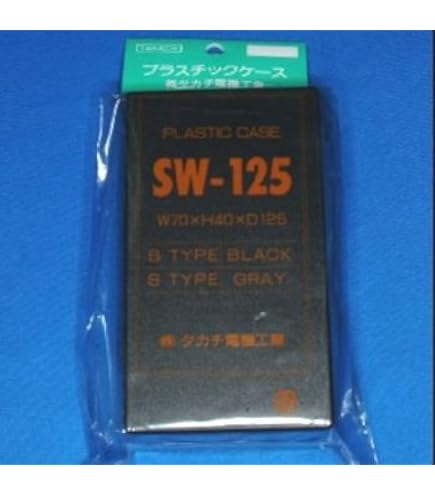 TAKACHI
プラスチックケース
㈱タカチ電機工業
PLASTIC CASE
SW-125
W70×H40×D125
B TYPE BLACK
S TYPE GRAY
㈱タカチ電機工業